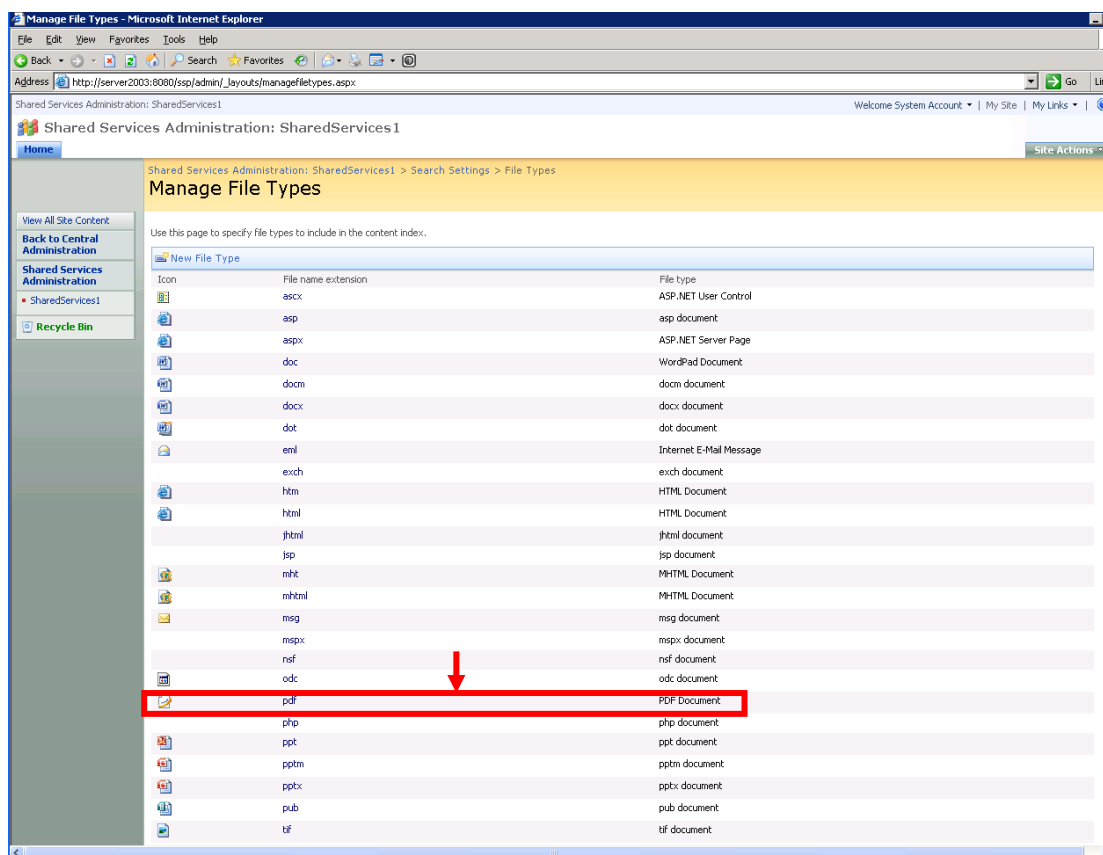 Manage File Types - Microsoft Internet Explorer
File Edit View Favorites Tools Help
Back Search Favorites
Address http://server2003:8080/ssp/admin/_layouts/managefiletypes.aspx Go
Shared Services Administration: SharedServices1 Welcome System Account | My Site | My Links |
Shared Services Administration: SharedServices1
Home Site Actions
Shared Services Administration: SharedServices1 > Search Settings > File Types
Manage File Types
View All Site Content
Back to Central
Administration
Shared Services
Administration
SharedServices1
Recycle Bin
Use this page to specify file types to include in the content index.
New File Type
Icon File name extension File type
ascx ASP.NET User Control
asp asp document
aspx ASP.NET Server Page
doc WordPad Document
docm docm document
docx docx document
dot dot document
eml Internet E-Mail Message
exch exch document
htm HTML Document
html HTML Document
jhtml jhtml document
jsp jsp document
mht MHTML Document
mhtml MHTML Document
msg msg document
mspx mspx document
nsf nsf document
odc odc document
pdf PDF Document
php php document
ppt ppt document
pptm pptm document
pptx pptx document
pub pub document
tif tif document